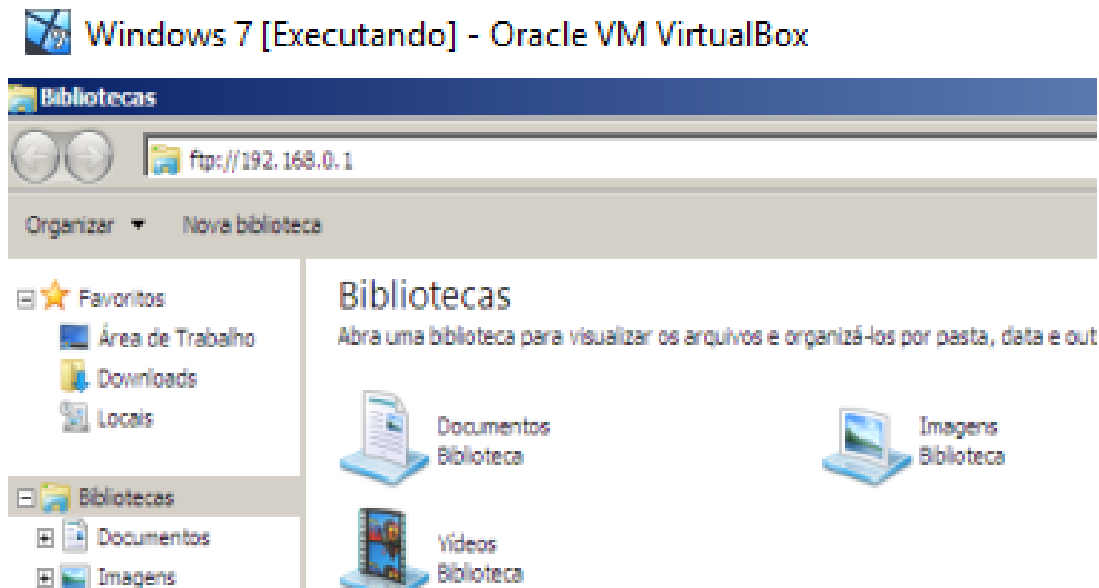 Windows 7 [Executando] - Oracle VM VirtualBox
Bibliotecas
ftp://192.168.0.1
Organizar Nova biblioteca
Favoritos
Área de Trabalho
Downloads
Locais
Bibliotecas
Documentos
Imagens
Bibliotecas
Abra uma biblioteca para visualizar os arquivos e organizá-los por pasta, data e out
Documentos
Biblioteca
Imagens
Biblioteca
Vídeos
Biblioteca